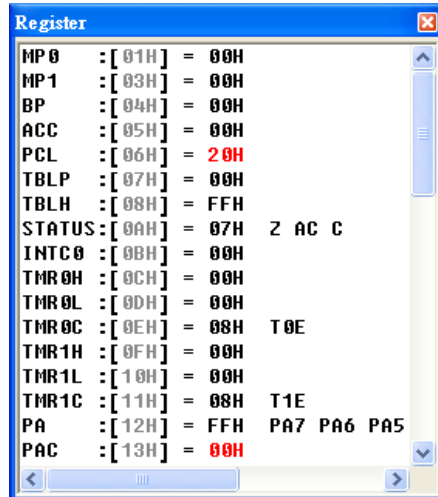 Register
MP0 :[01H] = 00H
MP1 :[03H] = 00H
BP :[04H] = 00H
ACC :[05H] = 00H
PCL :[06H] = 20H
TBLP :[07H] = 00H
TBLH :[08H] = FFH
STATUS:[0AH] = 07H Z AC C
INTC0 :[0BH] = 00H
TMR0H :[0CH] = 00H
TMR0L :[0DH] = 00H
TMR0C :[0EH] = 08H T0E
TMR1H :[0FH] = 00H
TMR1L :[10H] = 00H
TMR1C :[11H] = 08H T1E
PA :[12H] = FFH PA7 PA6 PA5
PAC :[13H] = 00H